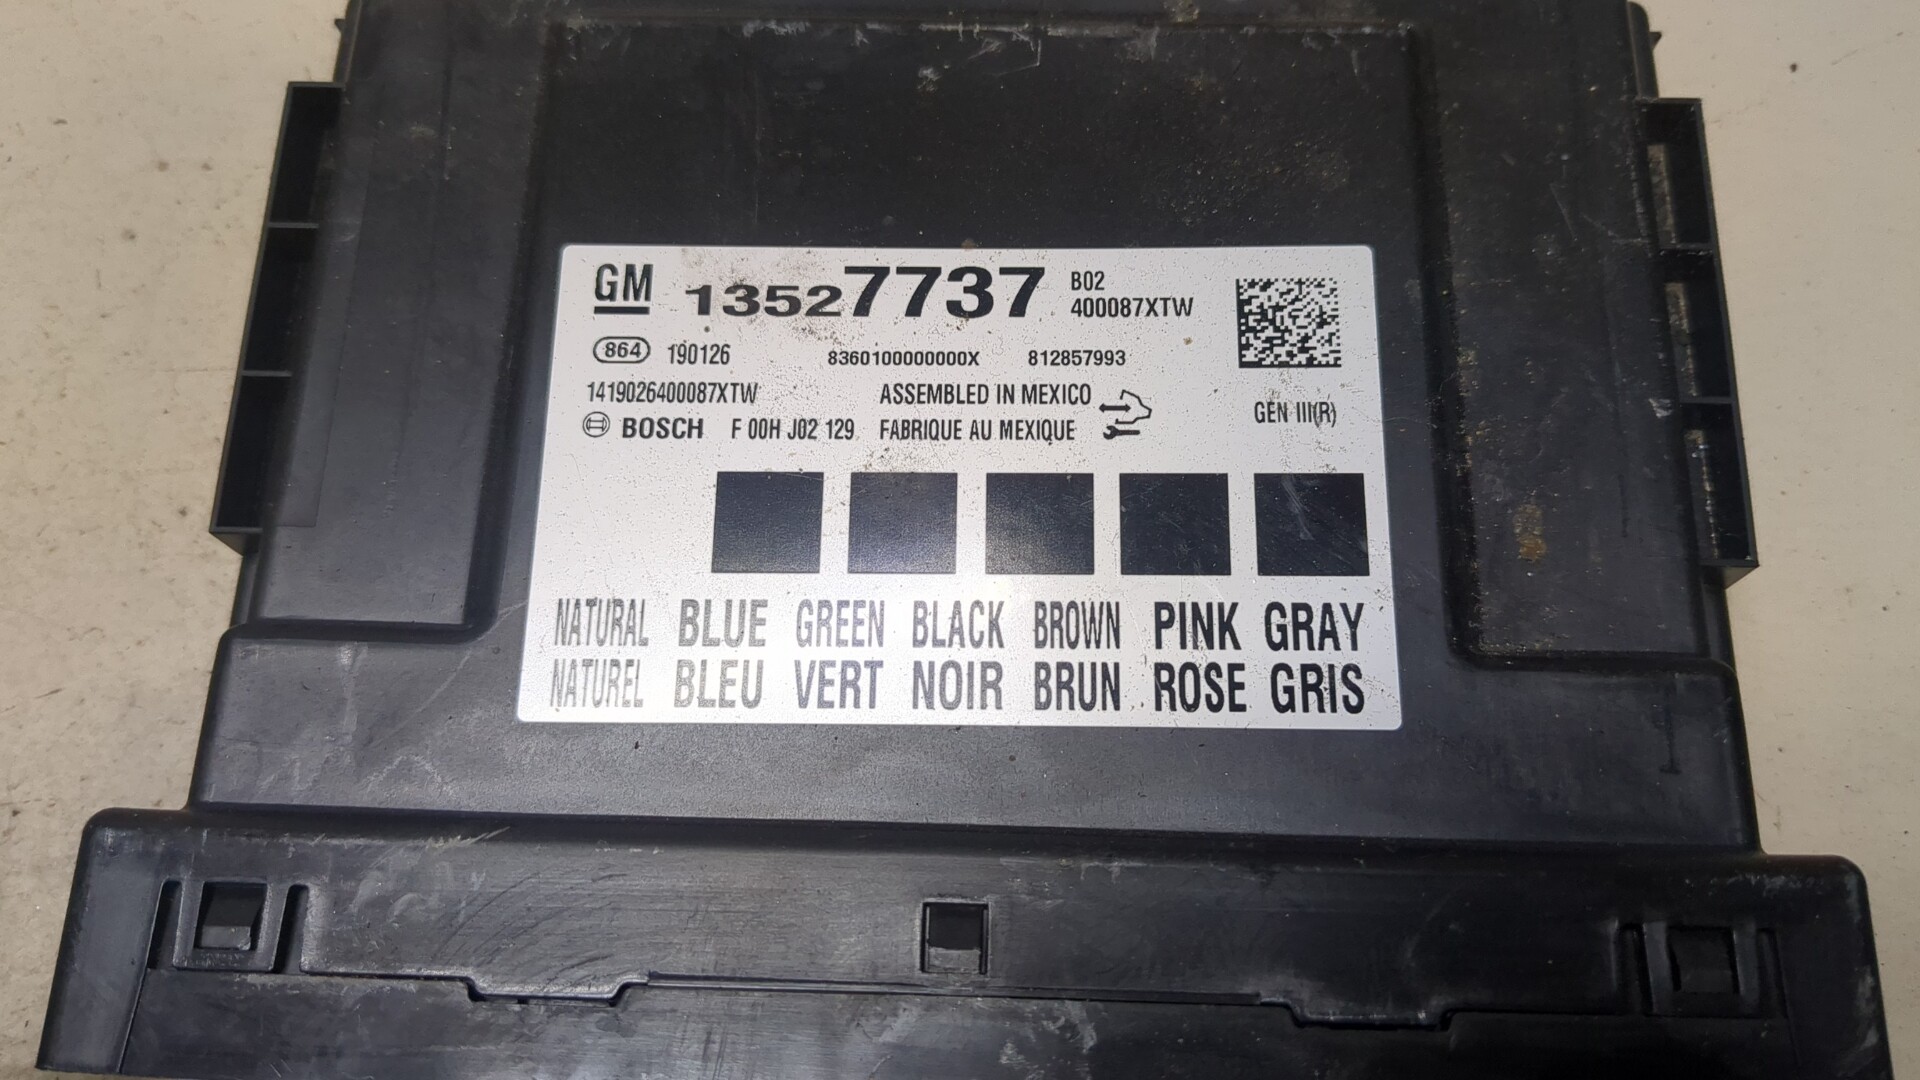 GM 13527737 B02
400087XTW
864 190126 8360100000000X 812857993
1419026400087XTW ASSEMBLED IN MEXICO
BOSCH F 00H J02 129 FABRIQUE AU MEXIQUE
GEN III(R)
NATURAL BLUE GREEN BLACK BROWN PINK GRAY
NATUREL BLEU VERT NOIR BRUN ROSE GRIS